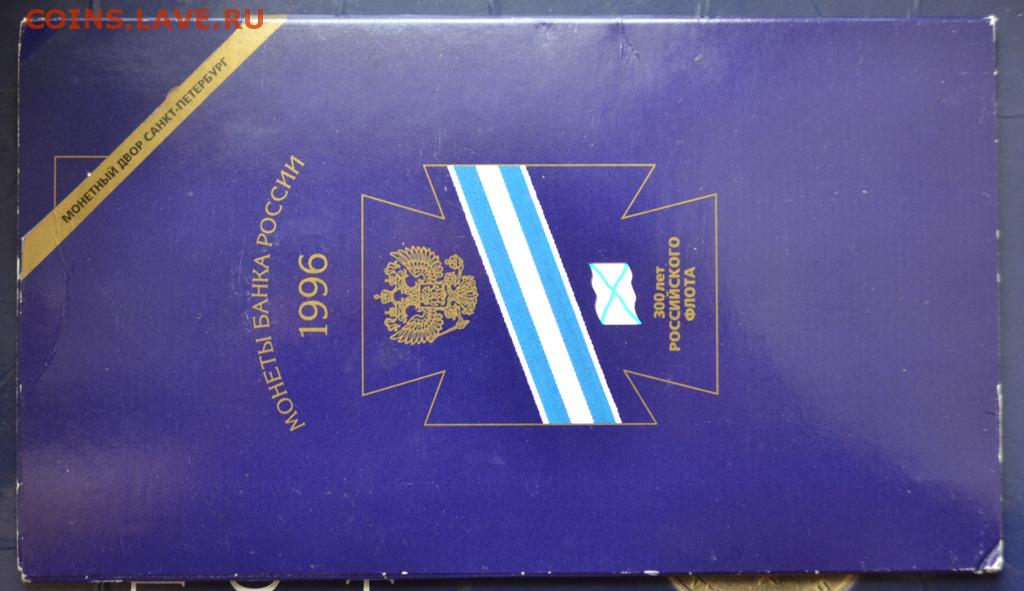 COINS.LAVE.RU
МОНЕТНЫЙ ДВОР САНКТ-ПЕТЕРБУРГ
МОНЕТЫ БАНКА РОССИИ
1996
300 лет
РОССИЙСКОГО
ФЛОТА